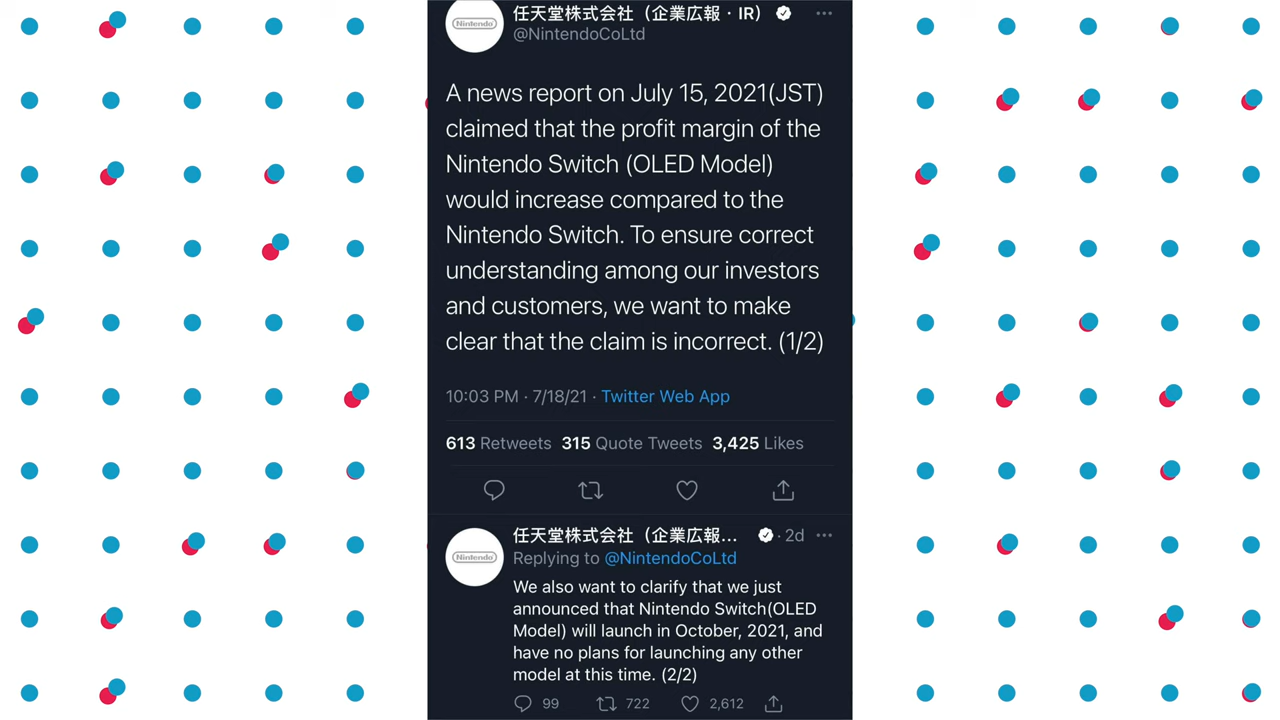 Nintendo
任天堂株式会社（企業広報・IR）
@NintendoCoLtd
A news report on July 15, 2021(JST)
claimed that the profit margin of the
Nintendo Switch (OLED Model)
would increase compared to the
Nintendo Switch. To ensure correct
understanding among our investors
and customers, we want to make
clear that the claim is incorrect. (1/2)
10:03 PM · 7/18/21 · Twitter Web App
613 Retweets 315 Quote Tweets 3,425 Likes
Nintendo
任天堂株式会社（企業広報... · 2d
Replying to @NintendoCoLtd
We also want to clarify that we just
announced that Nintendo Switch(OLED
Model) will launch in October, 2021, and
have no plans for launching any other
model at this time. (2/2)
99 722 2,612